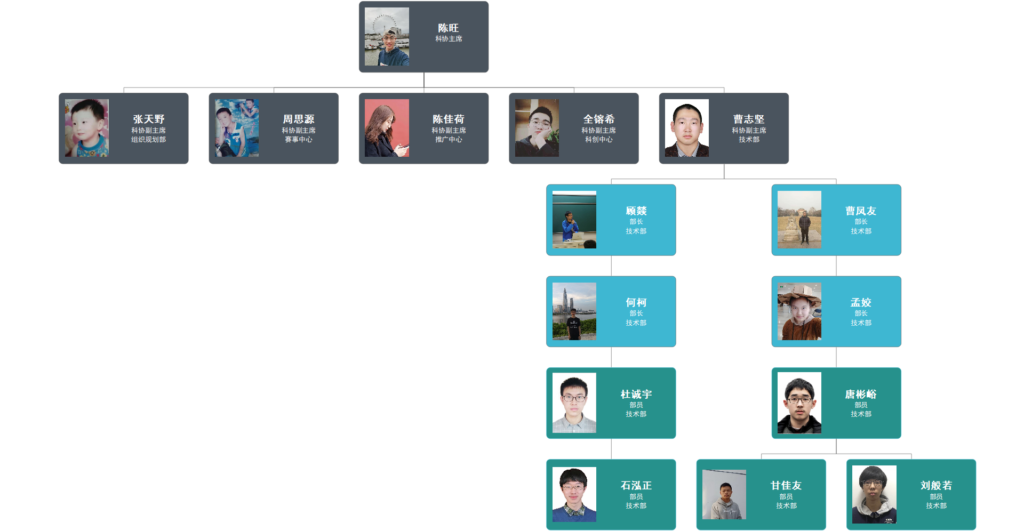 陈旺
科协主席
张天野
科协副主席
组织规划部
周思源
科协副主席
赛事中心
陈佳荷
科协副主席
推广中心
全镕希
科协副主席
科创中心
曹志坚
科协副主席
技术部
顾燚
部长
技术部
曹凤友
部长
技术部
何柯
部长
技术部
孟姣
部长
技术部
杜诚宇
部员
技术部
唐彬峪
部员
技术部
石泓正
部员
技术部
甘佳友
部员
技术部
刘般若
部员
技术部